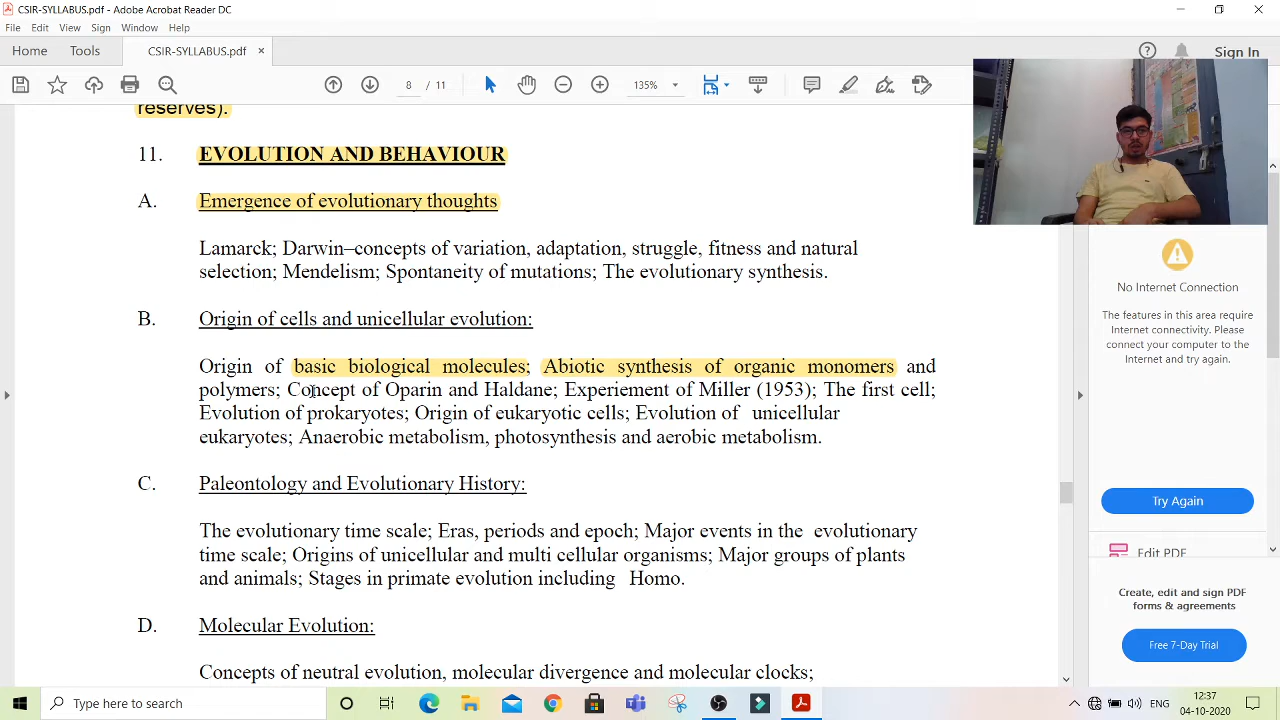 CSIR-SYLLABUS.pdf - Adobe Acrobat Reader DC
File Edit View Sign Window Help
Home Tools CSIR-SYLLABUS.pdf × Sign In
8 / 11 135%
reserves).
11. EVOLUTION AND BEHAVIOUR
A. Emergence of evolutionary thoughts
Lamarck; Darwin–concepts of variation, adaptation, struggle, fitness and natural
selection; Mendelism; Spontaneity of mutations; The evolutionary synthesis.
B. Origin of cells and unicellular evolution:
Origin of basic biological molecules; Abiotic synthesis of organic monomers and
polymers; Concept of Oparin and Haldane; Experiement of Miller (1953); The first cell;
Evolution of prokaryotes; Origin of eukaryotic cells; Evolution of unicellular
eukaryotes; Anaerobic metabolism, photosynthesis and aerobic metabolism.
C. Paleontology and Evolutionary History:
The evolutionary time scale; Eras, periods and epoch; Major events in the evolutionary
time scale; Origins of unicellular and multi cellular organisms; Major groups of plants
and animals; Stages in primate evolution including Homo.
D. Molecular Evolution:
Concepts of neutral evolution, molecular divergence and molecular clocks;
No Internet Connection
The features in this area require
Internet connectivity. Please
connect your computer to the
Internet and try again.
Try Again
Edit PDF
Create, edit and sign PDF
forms & agreements
Free 7-Day Trial
Type here to search
ENG
12:37
04-10-2020